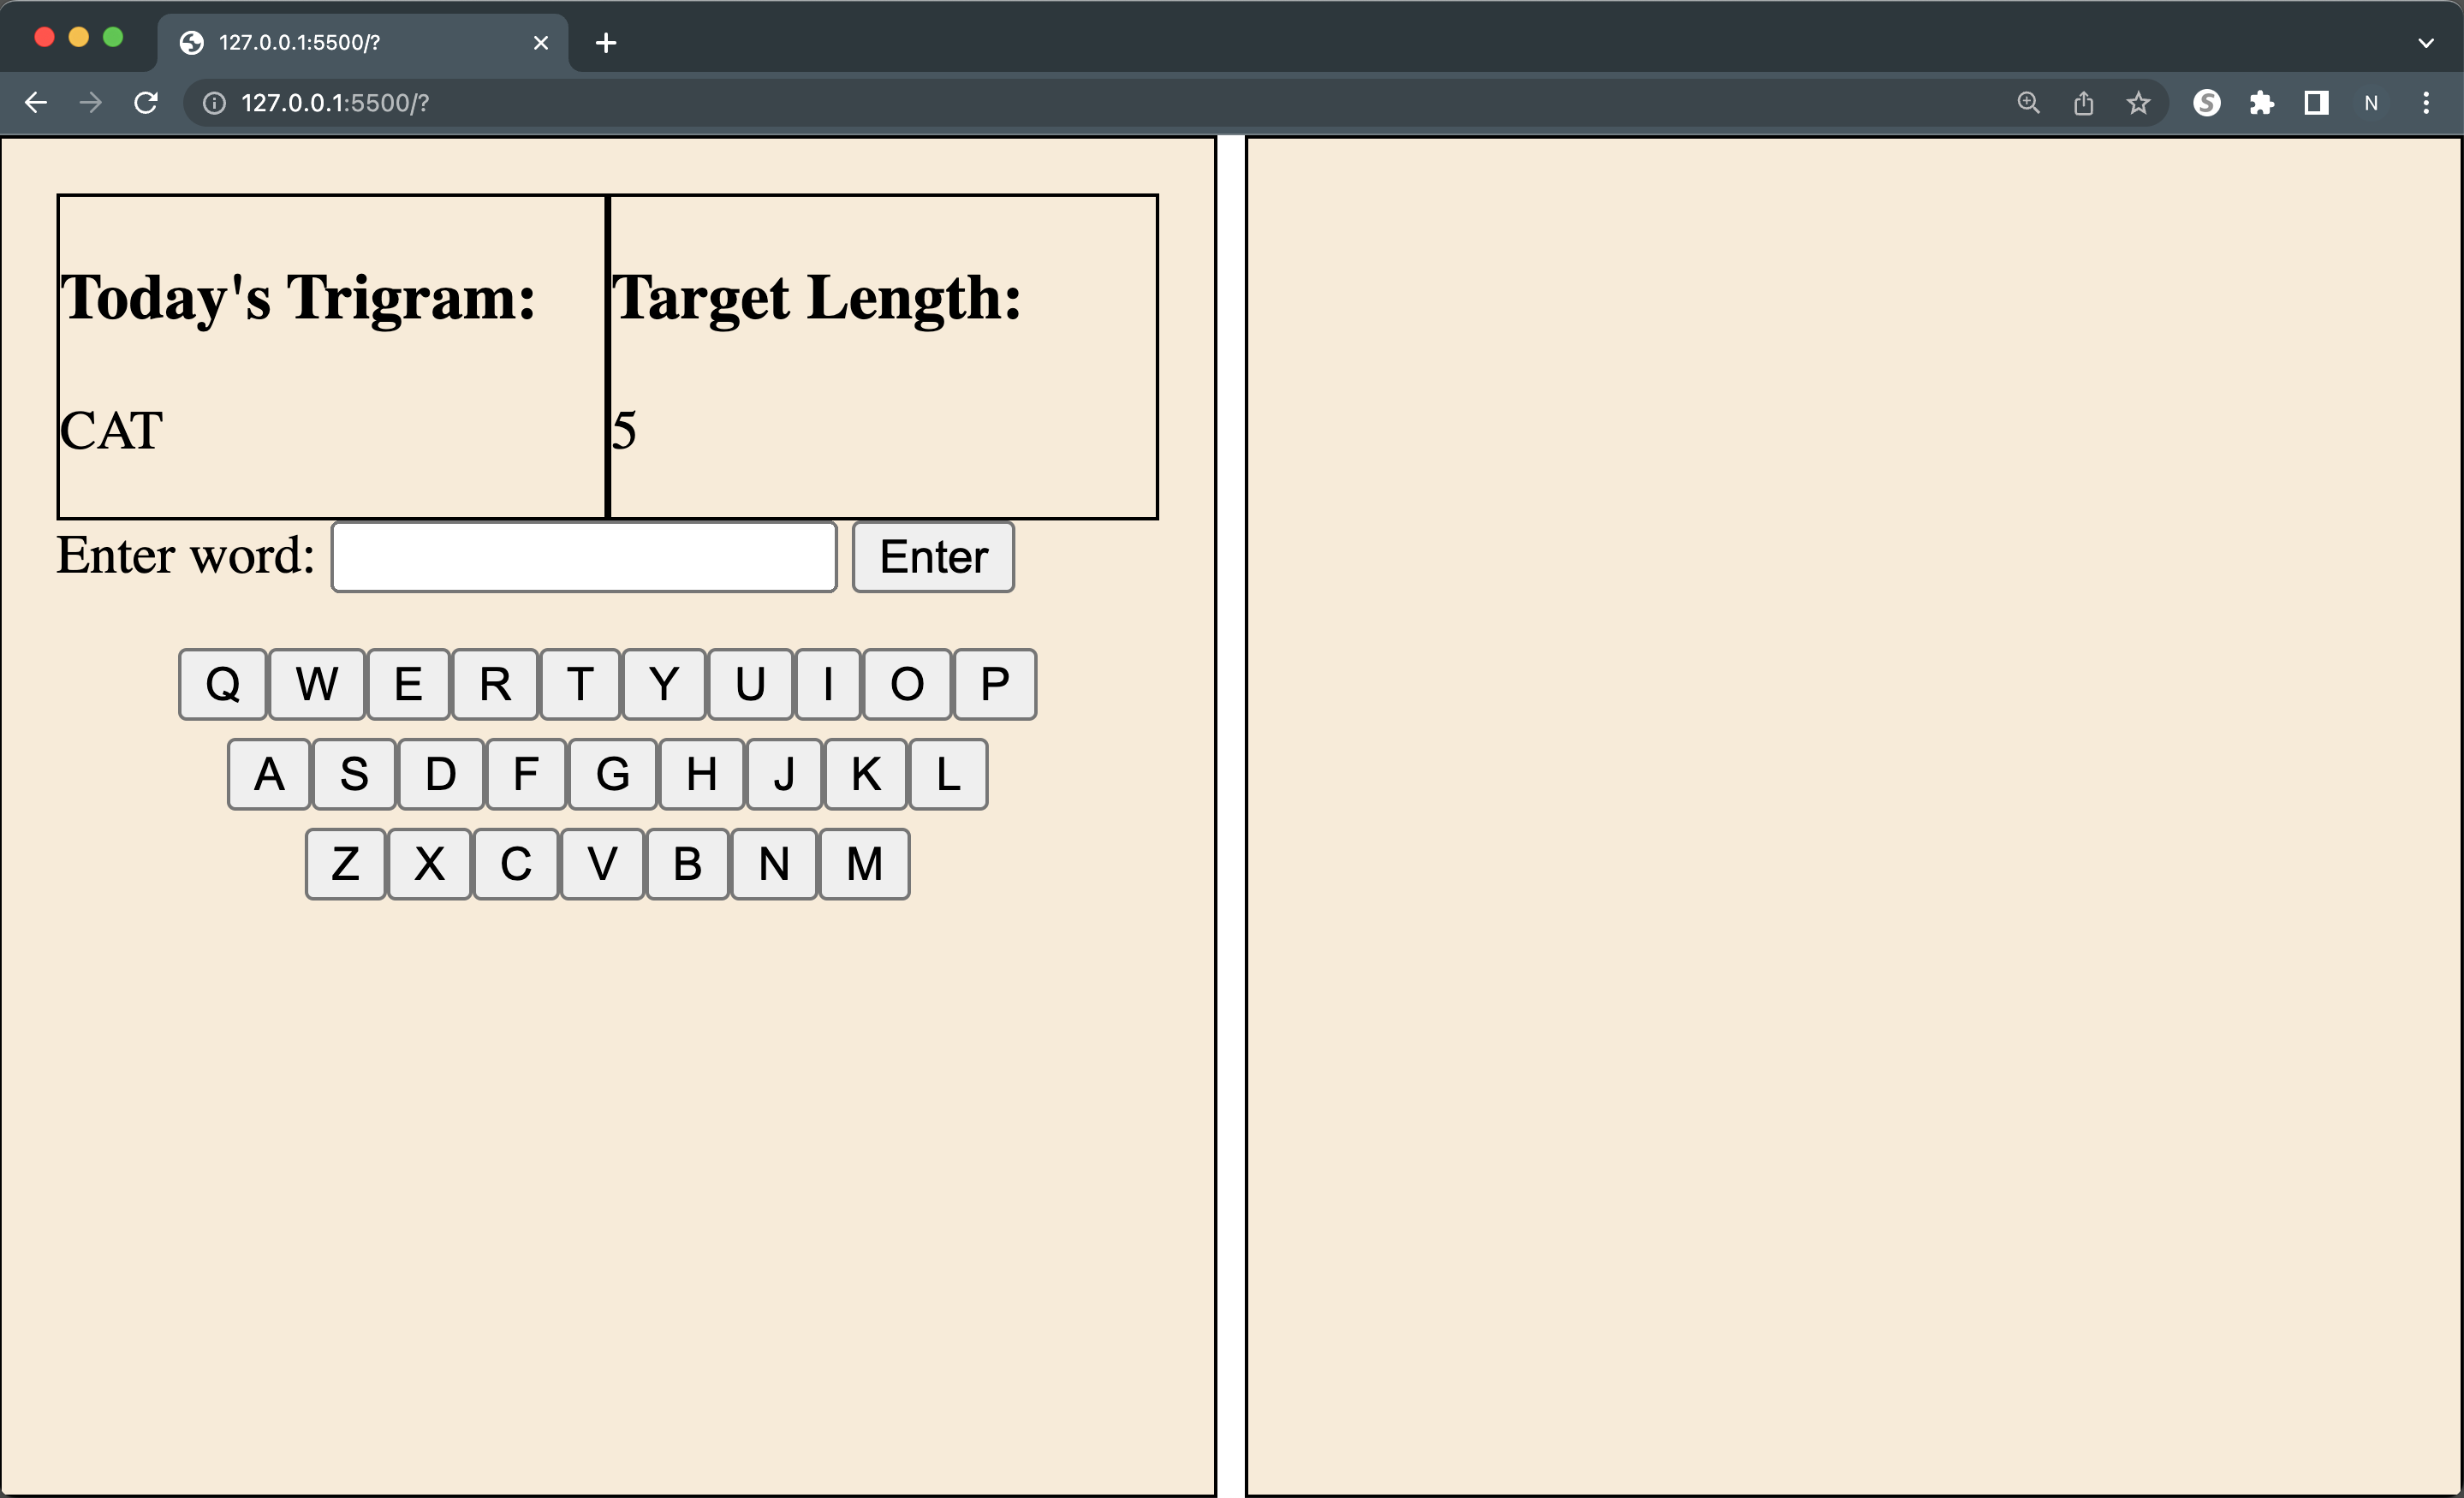 127.0.0.1:5500/?
127.0.0.1:5500/?
N
Today's Trigram:
CAT
Target Length:
5
Enter word:
Enter
Q W E R T Y U I O P
A S D F G H J K L
Z X C V B N M